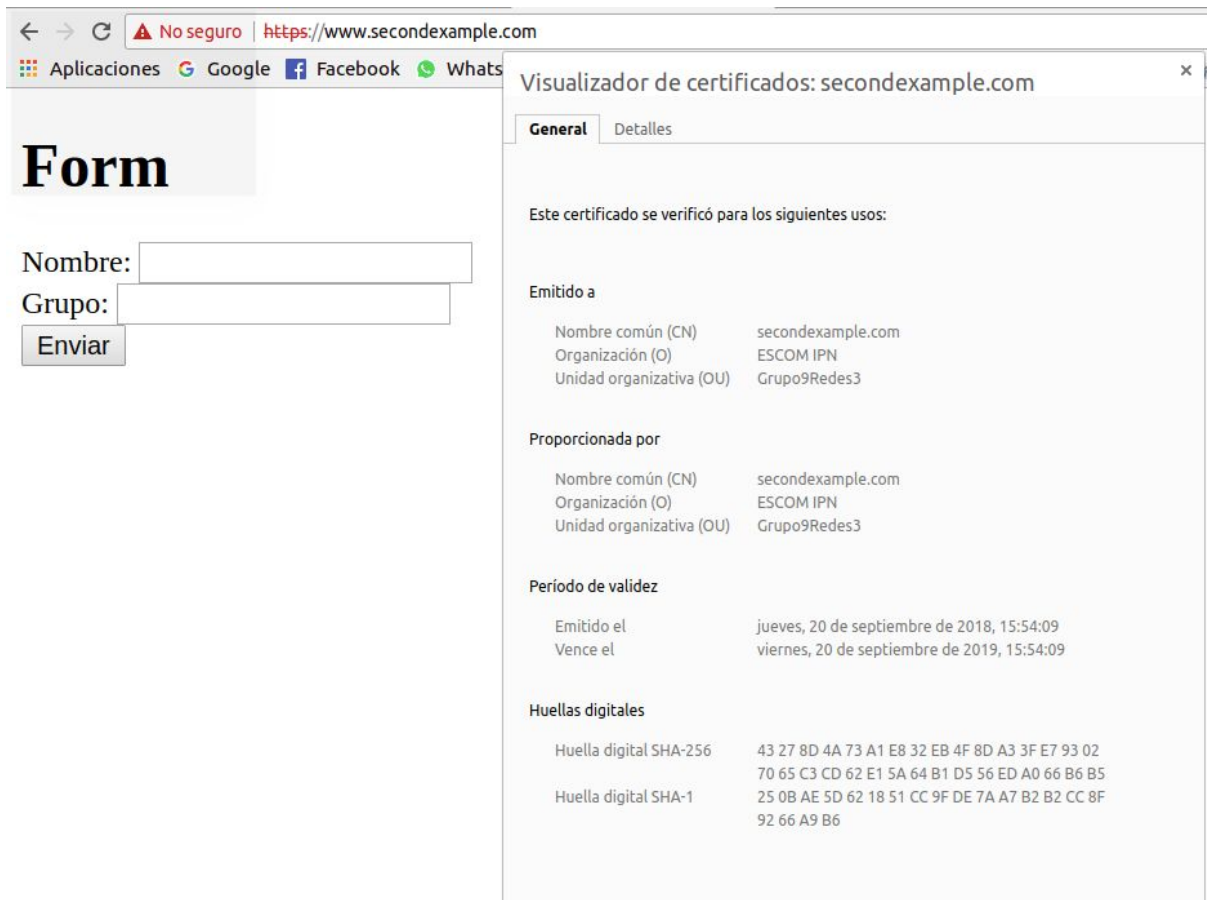 No seguro | https://www.secondexample.com
Aplicaciones Google Facebook Whats
Form
Nombre:
Grupo:
Enviar
Visualizador de certificados: secondexample.com ×
General Detalles
Este certificado se verificó para los siguientes usos:
Emitido a
Nombre común (CN) secondexample.com
Organización (O) ESCOM IPN
Unidad organizativa (OU) Grupo9Redes3
Proporcionada por
Nombre común (CN) secondexample.com
Organización (O) ESCOM IPN
Unidad organizativa (OU) Grupo9Redes3
Período de validez
Emitido el jueves, 20 de septiembre de 2018, 15:54:09
Vence el viernes, 20 de septiembre de 2019, 15:54:09
Huellas digitales
Huella digital SHA-256 43 27 8D 4A 73 A1 E8 32 EB 4F 8D A3 3F E7 93 02
70 65 C3 CD 62 E1 5A 64 B1 D5 56 ED A0 66 B6 B5
Huella digital SHA-1 25 0B AE 5D 62 18 51 CC 9F DE 7A A7 B2 B2 CC 8F
92 66 A9 B6